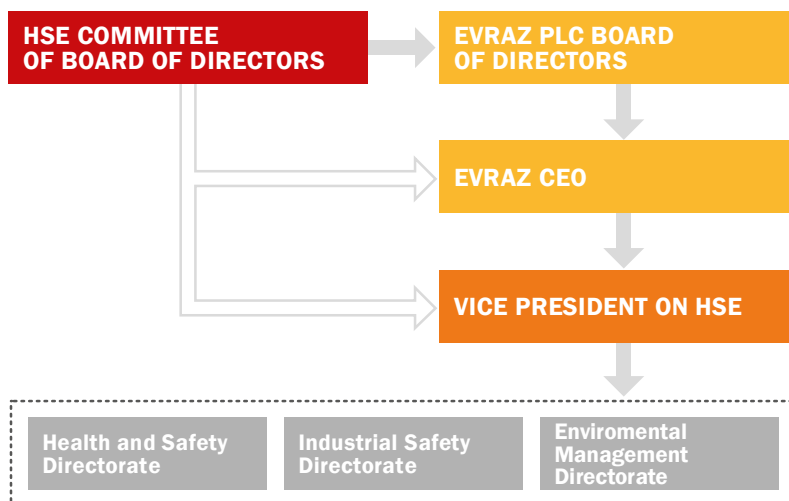 HSE COMMITTEE
OF BOARD OF DIRECTORS
EVRAZ PLC BOARD
OF DIRECTORS
EVRAZ CEO
VICE PRESIDENT ON HSE
Health and Safety
Directorate
Industrial Safety
Directorate
Enviromental
Management
Directorate